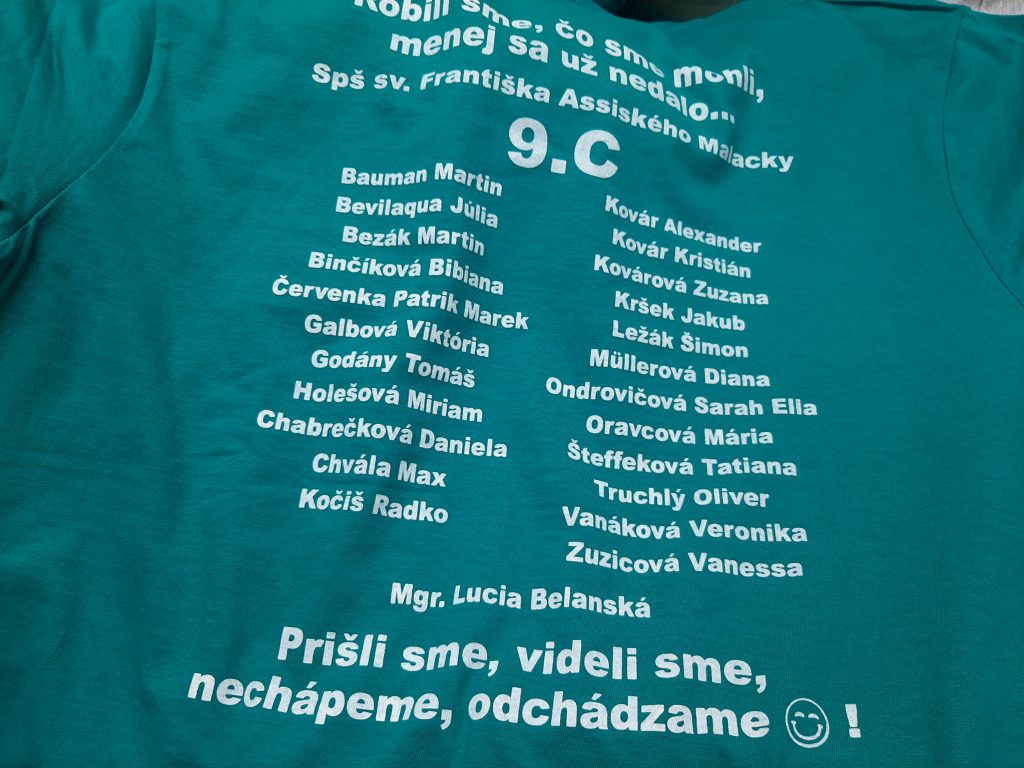 Robili sme, čo sme mohli,
menej sa už nedalo...
Spš sv. Františka Assiského Malacky
9.C
Bauman Martin
Bevilaqua Júlia
Bezák Martin
Binčíková Bibiana
Červenka Patrik Marek
Galbová Viktória
Godány Tomáš
Holešová Miriam
Chabrečková Daniela
Chvála Max
Kočiš Radko
Kovár Alexander
Kovár Kristián
Kovárová Zuzana
Kršek Jakub
Ležák Šimon
Müllerová Diana
Ondrovičová Sarah Ella
Oravcová Mária
Šteffeková Tatiana
Truchlý Oliver
Vanáková Veronika
Zuzicová Vanessa
Mgr. Lucia Belanská
Prišli sme, videli sme,
nechápeme, odchádzame !